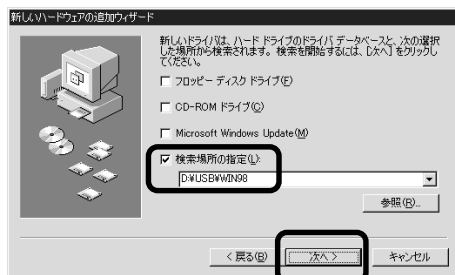 新しいハードウェアの追加ウィザード
新しいドライバは、ハード ドライブのドライバ データベースと、次の選択
した場所から検索されます。検索を開始するには、[次へ] をクリックし
てください。
フロッピー ディスク ドライブ(F)
CD-ROM ドライブ(C)
Microsoft Windows Update(M)
検索場所の指定(L):
D:¥USB¥WIN98
参照(R)...
< 戻る(B)
次へ >
キャンセル